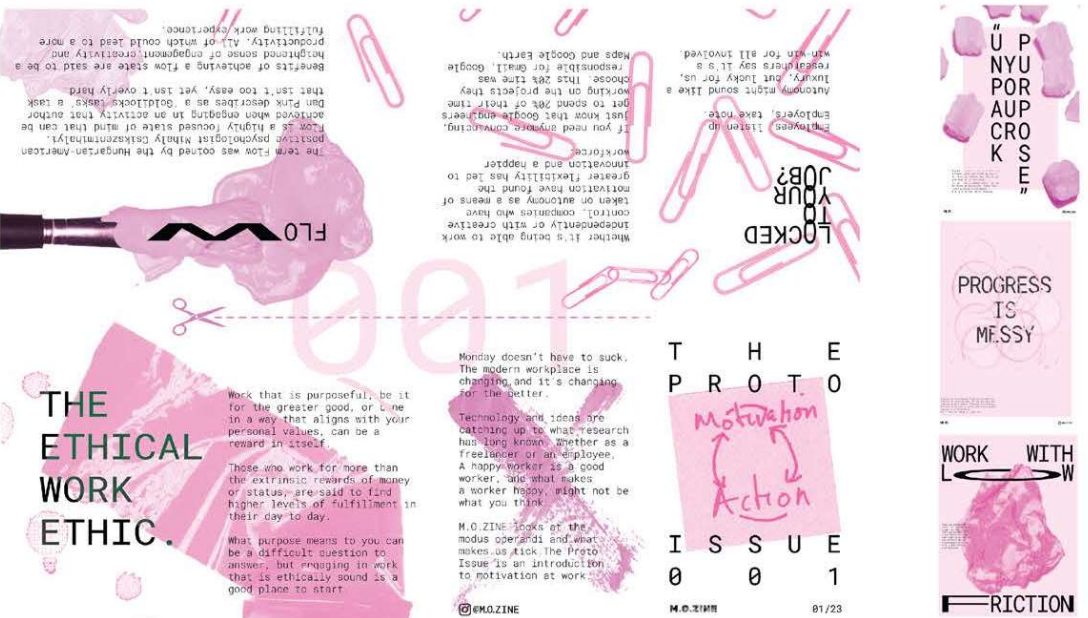 THE
ETHICAL
WORK
ETHIC.
Work that is purposeful, be it
for the greater good, or done
in a way that aligns with your
personal values, can be a
reward in itself.
Those who work for more than
the extrinsic rewards of money
or status, are said to find
higher levels of fulfillment in
their day to day.
What purpose means to you can
be a difficult question to
answer, but engaging in work
that is ethically sound is a
good place to start
Monday doesn't have to suck.
The modern workplace is
changing and it's changing
for the better.
Technology and ideas are
catching up to what research
has long known. Whether as a
freelancer or an employee,
A happy worker is a good
worker, and what makes
a worker happy, might not be
what you think.
M.O.ZINE looks at the
modus operandi and what
makes us tick.The Proto
Issue is an introduction
to motivation at work
@M.O.ZINE
THE
PROTO
Motivation
Action
ISSUE
001
M.O.ZINE 01/23
001
LOCKED
TO
YOUR
JOB?
Employees, listen up
Employers, take note.
Autonomy might sound like a
luxury, but lucky for us,
researchers say it's a
win-win for all involved.
Whether it's being able to work
independently or with creative
control, companies who have
taken on autonomy as a means of
motivation have found the
greater flexibility has led to
innovation and a happier
workforce.
If you need anymore convincing,
just know that Google engineers
get to spend 20% of their time
working on the projects they
choose. This 20% time was
responsible for Gmail, Google
Maps and Google Earth.
FLOW
The term Flow was coined by the Hungarian-American
positive psychologist Mihaly Csikszentmihalyi.
Flow is a highly focused state of mind that can be
achieved when engaging in an activity that author
Dan Pink describes as a 'Goldilocks task', a task
that isn't too easy, yet isn't overly hard
Benefits of achieving a flow state are said to be a
heightened sense of engagement,creativity and
productivity. ALL of which could lead to a more
fulfilling work experience.
"UNPACK
YOUR
PURPOSE"
PROGRESS
IS
MESSY
WORK WITH
LOW
FRICTION